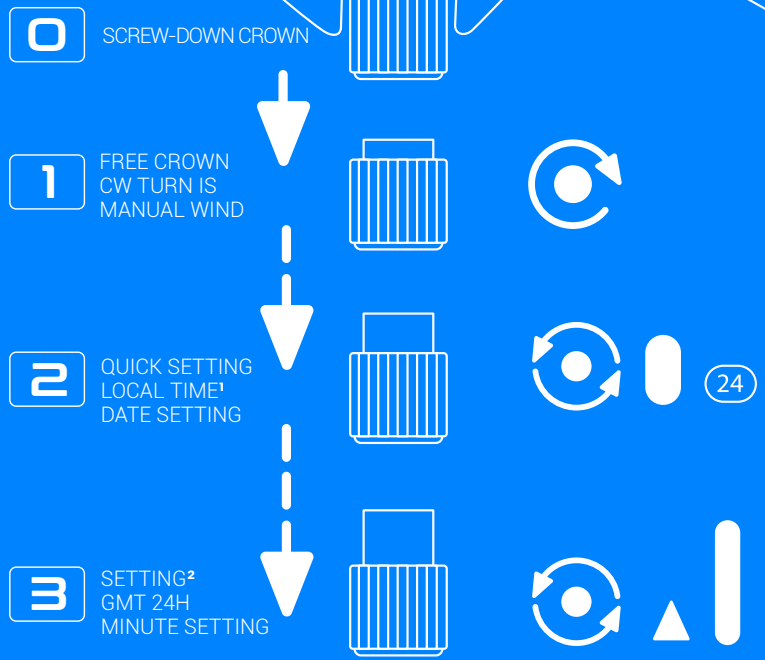 0
SCREW-DOWN CROWN
1
FREE CROWN
CW TURN IS
MANUAL WIND
2
QUICK SETTING
LOCAL TIME¹
DATE SETTING
24
3
SETTING²
GMT 24H
MINUTE SETTING